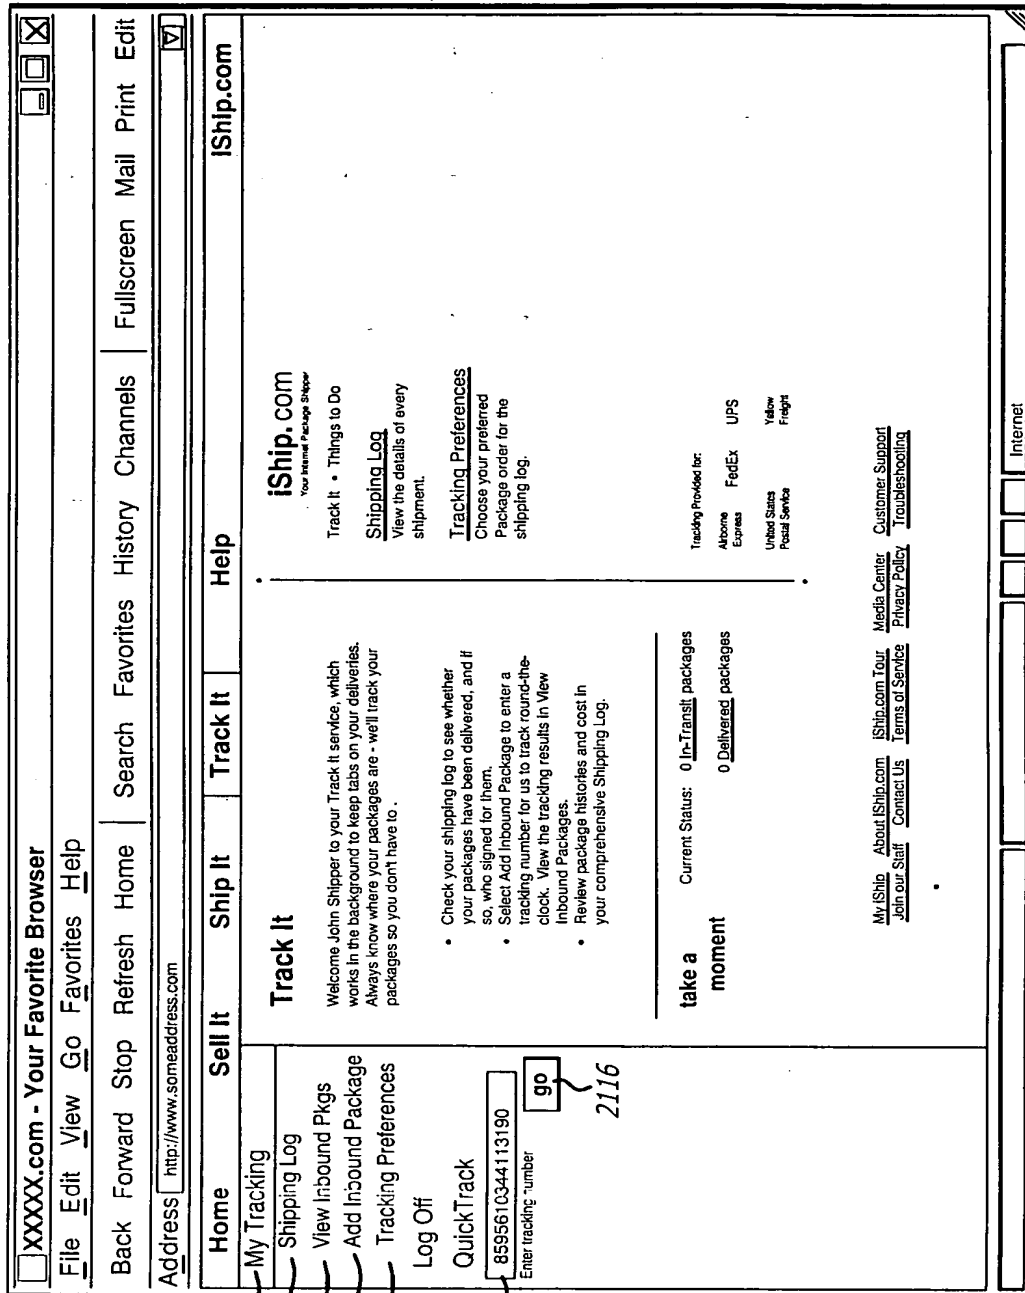 XXXXX.com - Your Favorite Browser
File Edit View Go Favorites Help
Back Forward Stop Refresh Home Search Favorites History Channels Fullscreen Mail Print Edit
Address http://www.someaddress.com
Home Sell It Ship It Track It Help IShip.com
My Tracking
Shipping Log
View Inbound Pkgs
Add Inbound Package
Tracking Preferences
Log Off
QuickTrack
85956103441 13190
Enter tracking number
go
2116
Track It
Welcome John Shipper to your Track It service, which
works in the background to keep tabs on your deliveries.
Always know where your packages are - we'll track your
packages so you don't have to .
• Check your shipping log to see whether
your packages have been delivered, and if
so, who signed for them.
• Select Add Inbound Package to enter a
tracking number for us to track round-the-
clock. View the tracking results in View
Inbound Packages.
• Review package histories and cost in
your comprehensive Shipping Log.
take a
moment
Current Status: 0 In-Transit packages
0 Delivered packages
iShip.com
Your Internet Package Shipper
Track It • Things to Do
Shipping Log
View the details of every
shipment.
Tracking Preferences
Choose your preferred
Package order for the
shipping log.
Tracking Provided for:
Airborne
Express
FedEx
UPS
United States
Postal Service
Yellow
Freight
My IShip About IShip.com IShip.com Tour Media Center Customer Support
Join our Staff Contact Us Terms of Service Privacy Policy Troubleshooting
Internet